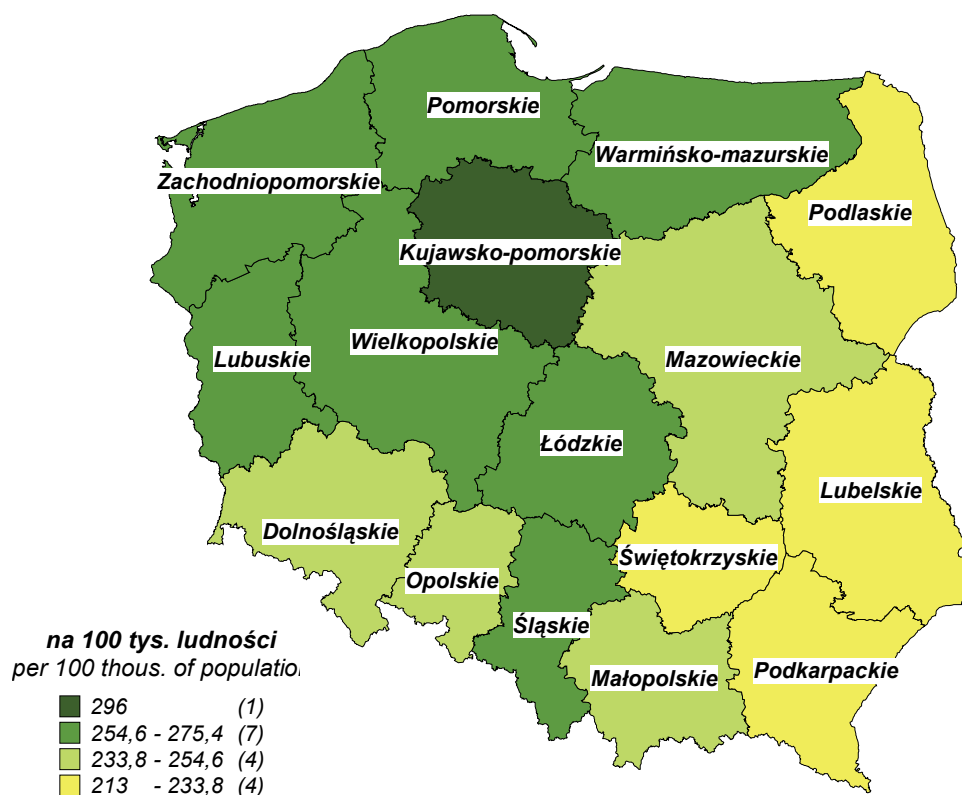 Pomorskie
Warmińsko-mazurskie
Zachodniopomorskie
Podlaskie
Kujawsko-pomorskie
Wielkopolskie
Lubuskie
Mazowieckie
Łódzkie
Lubelskie
Dolnośląskie
Świętokrzyskie
Opolskie
Śląskie
Małopolskie
Podkarpackie
na 100 tys. ludności
per 100 thous. of population
296 (1)
254,6 - 275,4 (7)
233,8 - 254,6 (4)
213 - 233,8 (4)